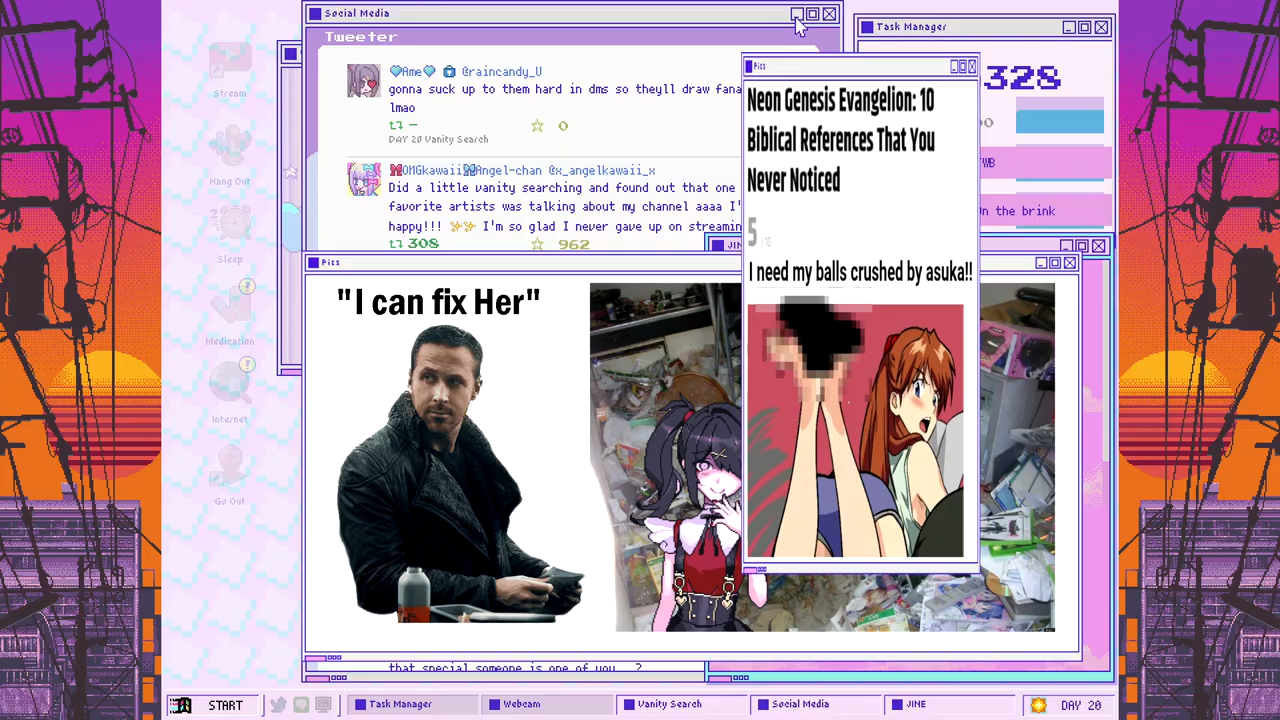 Social Media
Task Manager
Tweeter
Pics
328
Ame @raincandy_U
gonna suck up to them hard in dms so theyll draw fana
lmao
0
DAY 20 Vanity Search
OMGkawaiiAngel-chan @x_angelkawaii_x
Did a little vanity searching and found out that one
favorite artists was talking about my channel aaaa I'
happy!!! ✨✨ I'm so glad I never gave up on streamin
308
962
On the brink
Neon Genesis Evangelion: 10
Biblical References That You
Never Noticed
5 /10
I need my balls crushed by asuka!!
JIN
Pics
"I can fix Her"
Stream
Hang Out
Sleep
Medication
Internet
Go Out
that special someone is one of you
START
Task Manager
Webcam
Vanity Search
Social Media
JINE
DAY 20